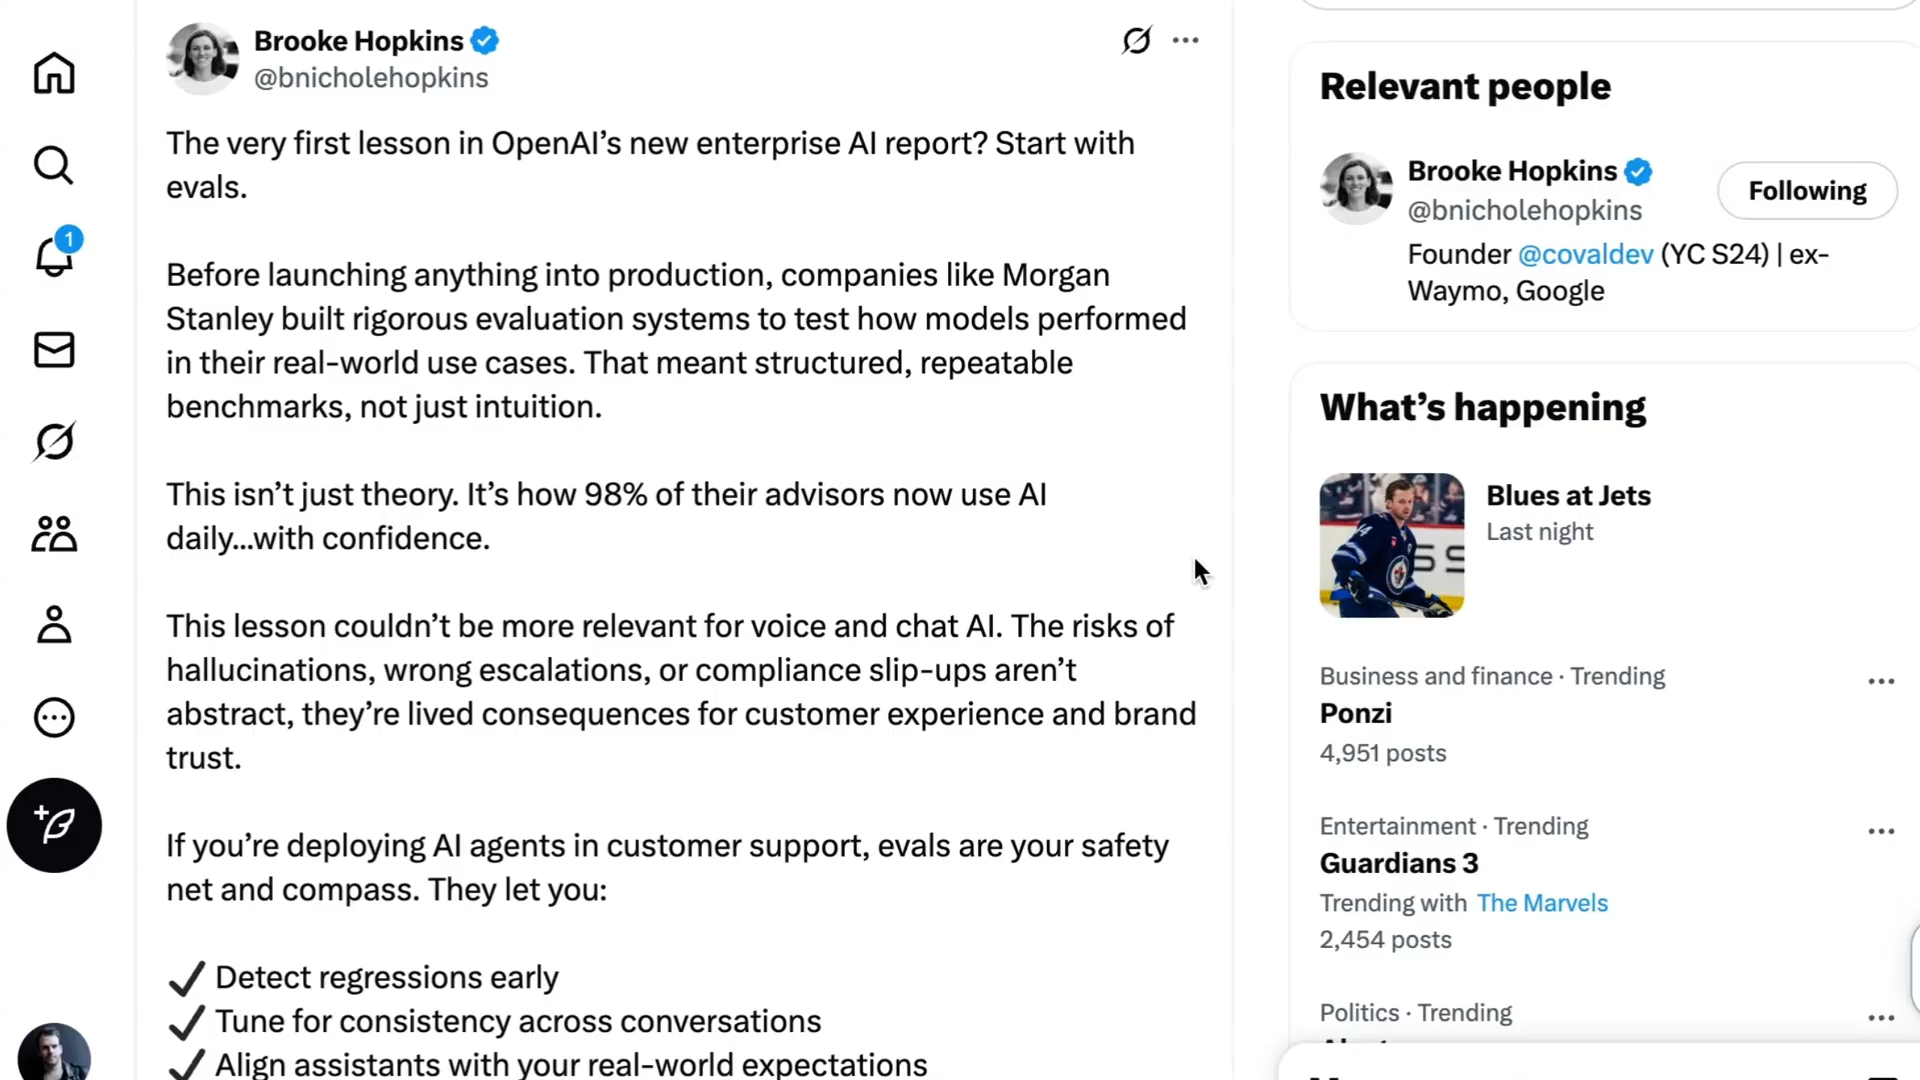 Brooke Hopkins
@bnicholehopkins
The very first lesson in OpenAI’s new enterprise AI report? Start with
evals.
Before launching anything into production, companies like Morgan
Stanley built rigorous evaluation systems to test how models performed
in their real-world use cases. That meant structured, repeatable
benchmarks, not just intuition.
This isn’t just theory. It’s how 98% of their advisors now use AI
daily...with confidence.
This lesson couldn’t be more relevant for voice and chat AI. The risks of
hallucinations, wrong escalations, or compliance slip-ups aren’t
abstract, they’re lived consequences for customer experience and brand
trust.
If you’re deploying AI agents in customer support, evals are your safety
net and compass. They let you:
✓ Detect regressions early
✓ Tune for consistency across conversations
✓ Align assistants with your real-world expectations
1
Relevant people
Brooke Hopkins
@bnicholehopkins
Following
Founder @covaldev (YC S24) | ex-
Waymo, Google
What’s happening
Blues at Jets
Last night
Business and finance · Trending
Ponzi
4,951 posts
Entertainment · Trending
Guardians 3
Trending with The Marvels
2,454 posts
Politics · Trending